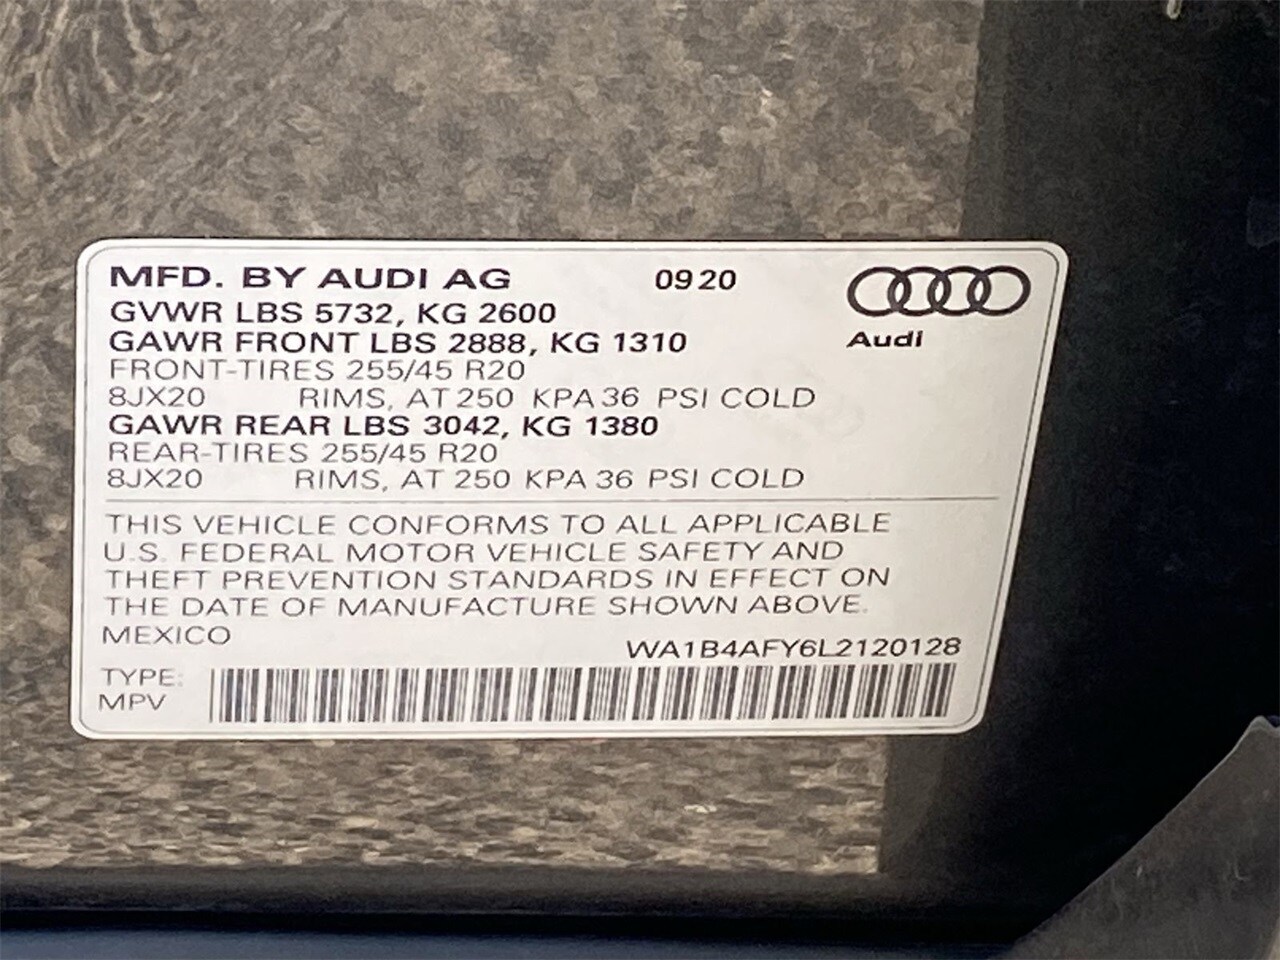 MFD. BY AUDI AG 0920
GVWR LBS 5732, KG 2600
GAWR FRONT LBS 2888, KG 1310
Audi
FRONT-TIRES 255/45 R20
8JX20 RIMS, AT 250 KPA 36 PSI COLD
GAWR REAR LBS 3042, KG 1380
REAR-TIRES 255/45 R20
8JX20 RIMS, AT 250 KPA 36 PSI COLD
THIS VEHICLE CONFORMS TO ALL APPLICABLE
U.S. FEDERAL MOTOR VEHICLE SAFETY AND
THEFT PREVENTION STANDARDS IN EFFECT ON
THE DATE OF MANUFACTURE SHOWN ABOVE.
MEXICO WA1B4AFY6L2120128
TYPE:
MPV